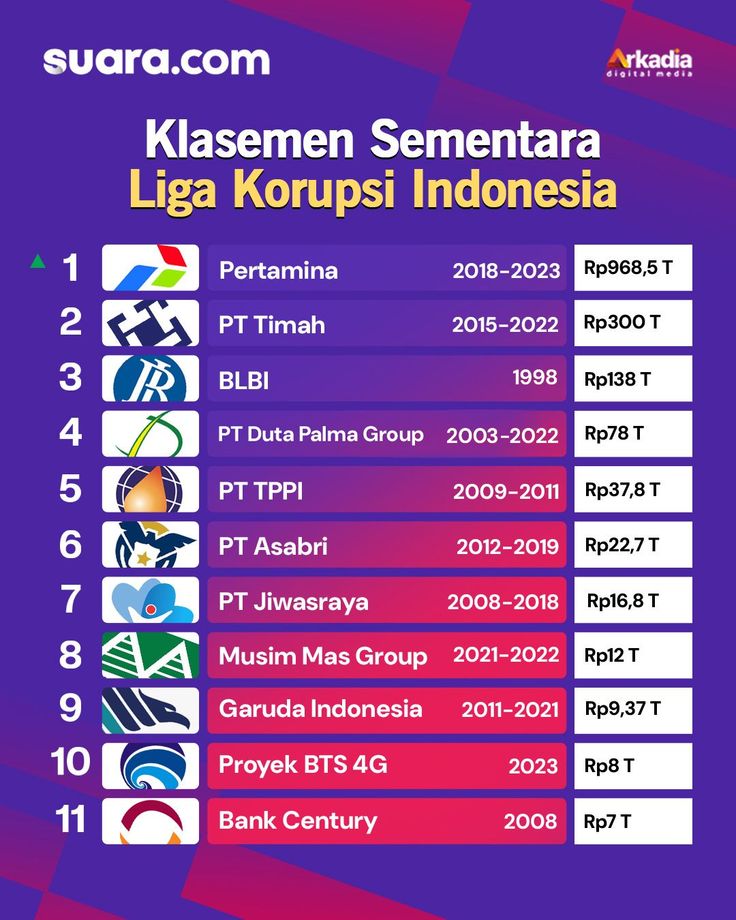 suara.com
Arkadia
digital media
Klasemen Sementara
Liga Korupsi Indonesia
1 Pertamina 2018-2023 Rp968,5 T
2 PT Timah 2015-2022 Rp300 T
3 BLBI 1998 Rp138 T
4 PT Duta Palma Group 2003-2022 Rp78 T
5 PT TPPI 2009-2011 Rp37,8 T
6 PT Asabri 2012-2019 Rp22,7 T
7 PT Jiwasraya 2008-2018 Rp16,8 T
8 Musim Mas Group 2021-2022 Rp12 T
9 Garuda Indonesia 2011-2021 Rp9,37 T
10 Proyek BTS 4G 2023 Rp8 T
11 Bank Century 2008 Rp7 T